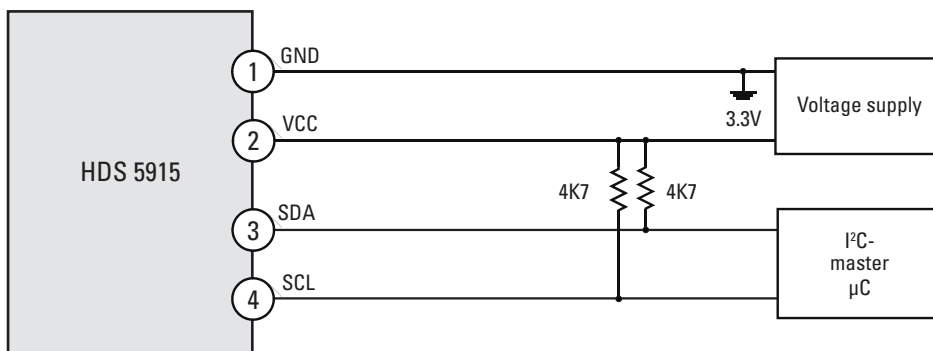 HDS 5915
1
GND
2
VCC
3
SDA
4
SCL
3.3V
4K7
4K7
Voltage supply
I²C-
master
µC